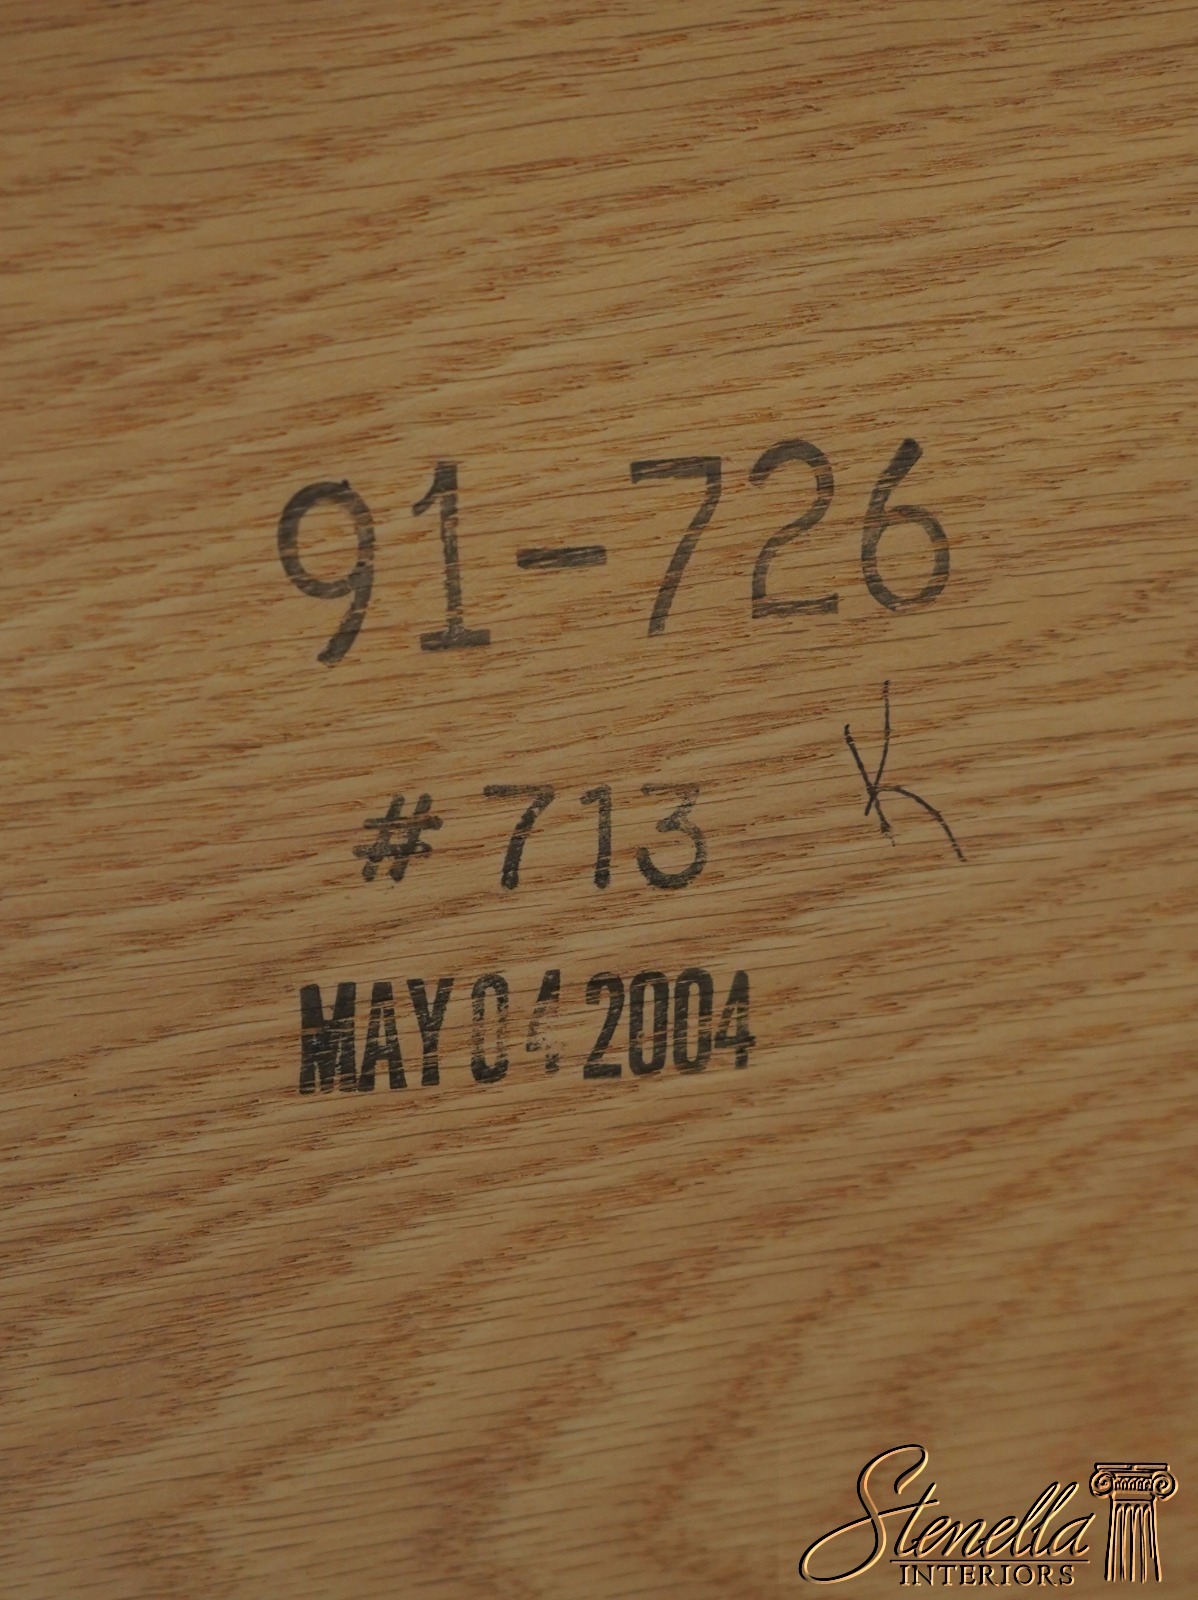 91-726
K
#713
MAY 04 2004
Stenella
INTERIORS